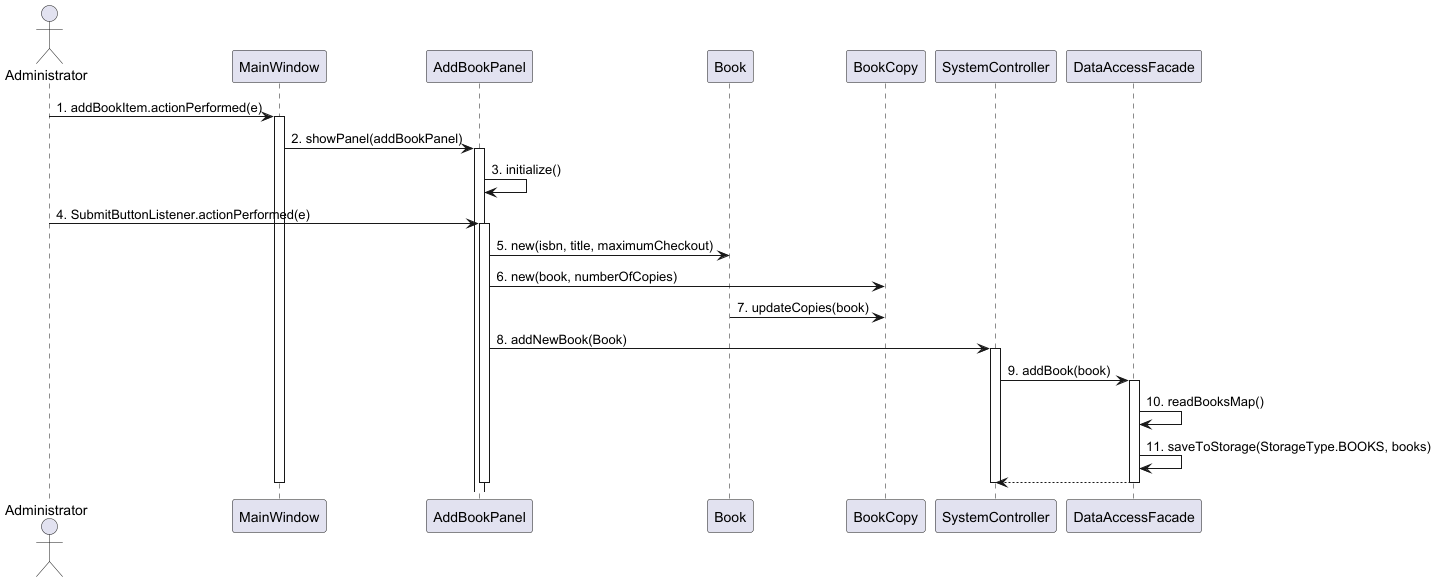 Administrator
MainWindow
AddBookPanel
Book
BookCopy
SystemController
DataAccessFacade
1. addBookItem.actionPerformed(e)
2. showPanel(addBookPanel)
3. initialize()
4. SubmitButtonListener.actionPerformed(e)
5. new(isbn, title, maximumCheckout)
6. new(book, numberOfCopies)
7. updateCopies(book)
8. addNewBook(Book)
9. addBook(book)
10. readBooksMap()
11. saveToStorage(StorageType.BOOKS, books)
Administrator
MainWindow
AddBookPanel
Book
BookCopy
SystemController
DataAccessFacade